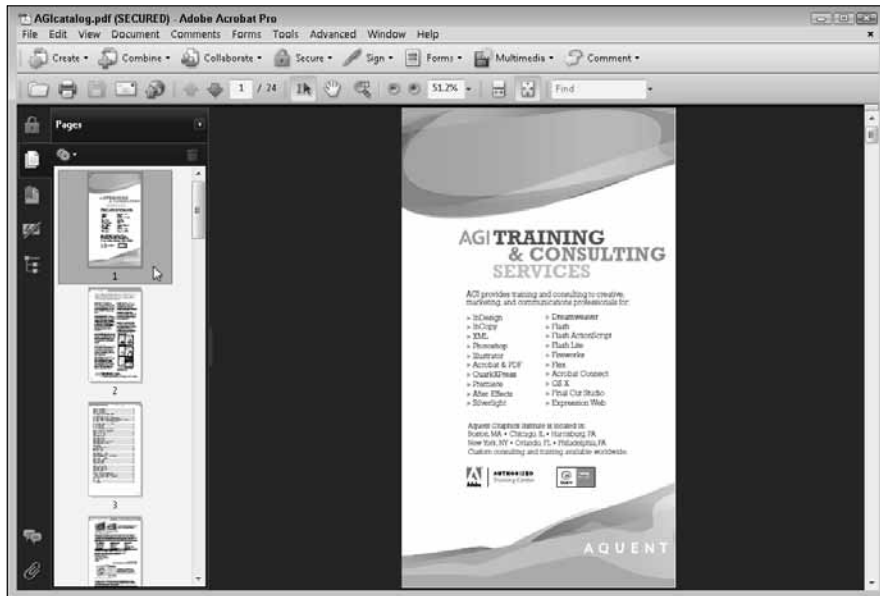 AGIcatalog.pdf (SECURED) - Adobe Acrobat Pro
File Edit View Document Comments Forms Tools Advanced Window Help
Create Combine Collaborate Secure Sign Forms Multimedia Comment
1 / 24 51.2% Find
Pages
1
2
3
AGI TRAINING
& CONSULTING
SERVICES
AGI provides training and consulting to creative,
marketing, and communications professionals for:
» InDesign
» InCopy
» XML
» Photoshop
» Illustrator
» Acrobat & PDF
» QuarkXPress
» Premiere
» After Effects
» Silverlight
» Dreamweaver
» Flash
» Flash ActionScript
» Flash Lite
» Fireworks
» Flex
» Acrobat Connect
» OS X
» Final Cut Studio
» Expression Web
Aquent Graphics Institute is located in:
Boston, MA • Chicago, IL • Harrisburg, PA
New York, NY • Orlando, FL • Philadelphia, PA
Custom consulting and training available worldwide.
AUTHORIZED
Training Center
AQUENT